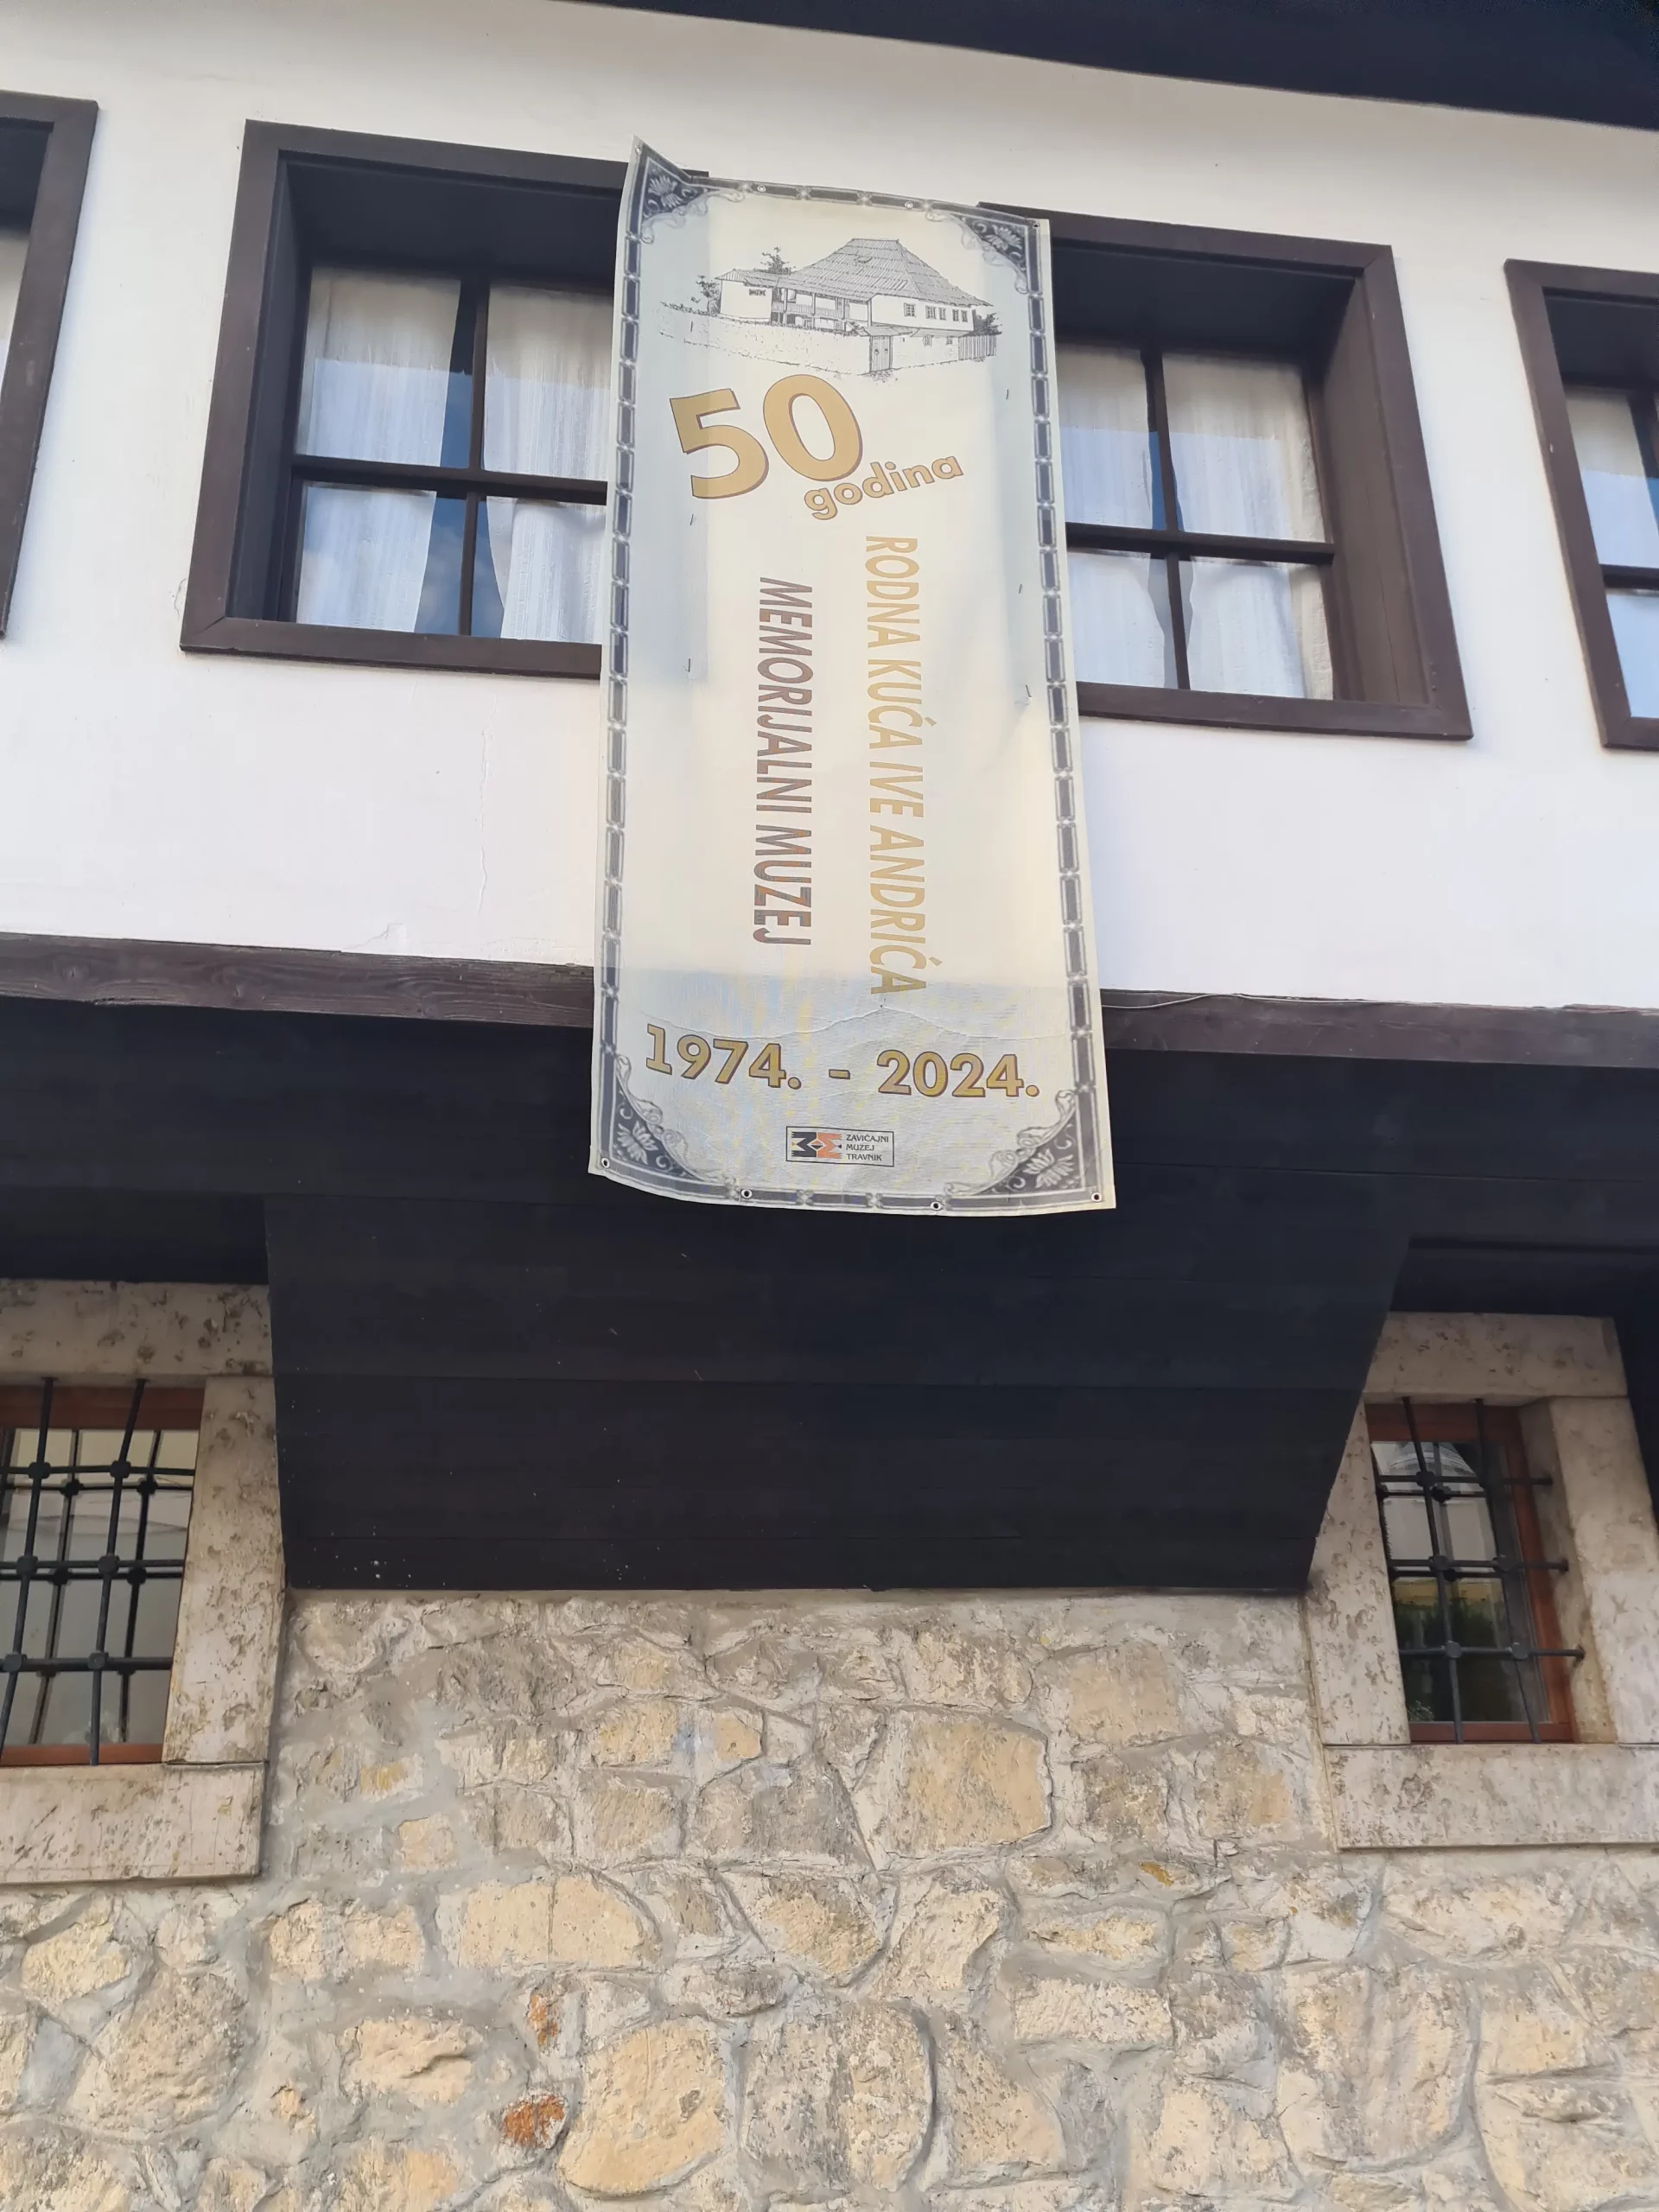 50
godina
RODNA KUĆA IVE ANDRIĆA
MEMORIJALNI MUZEJ
1974. - 2024.
ZAVIČAJNI
MUZEJ
TRAVNIK